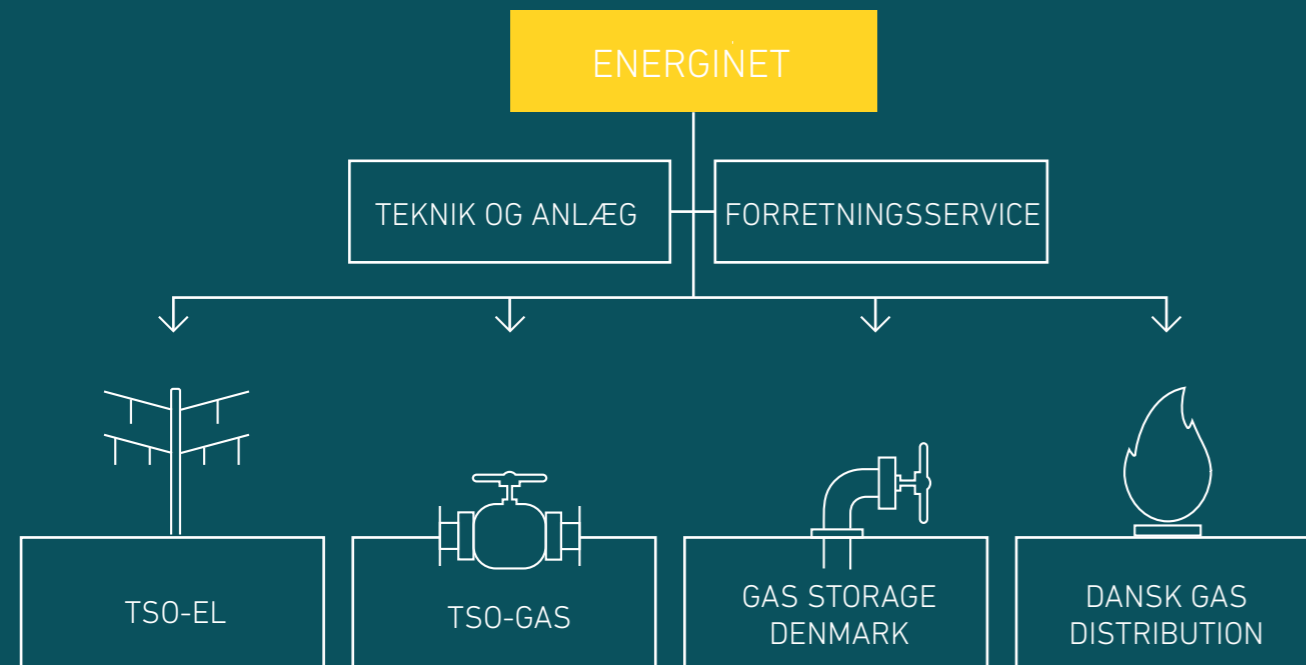 ENERGINET
TEKNIK OG ANLÆG
FORRETNINGSSERVICE
TSO-EL
TSO-GAS
GAS STORAGE
DENMARK
DANSK GAS
DISTRIBUTION